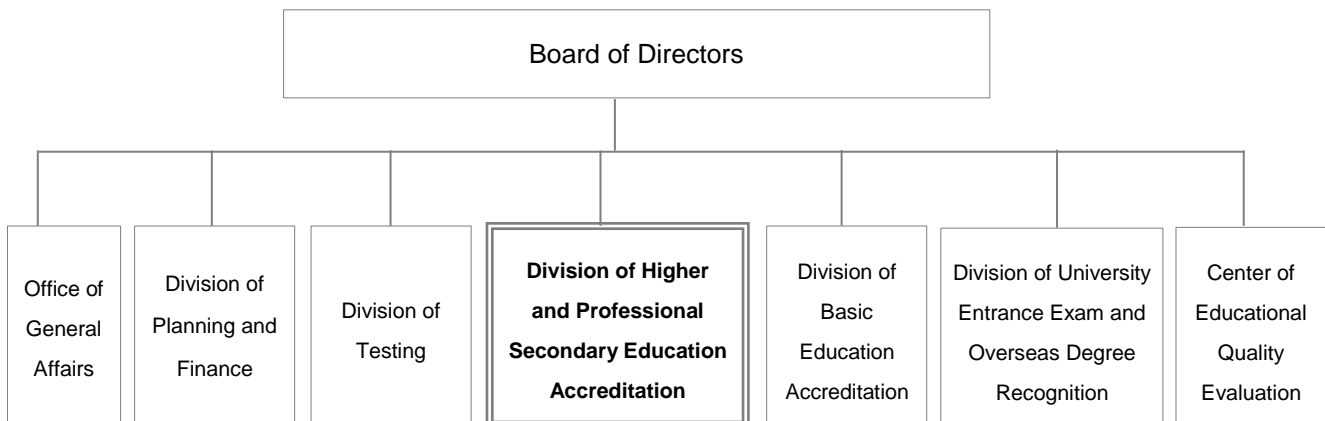 Board of Directors
Office of
General
Affairs
Division of
Planning and
Finance
Division of
Testing
Division of Higher
and Professional
Secondary Education
Accreditation
Division of
Basic
Education
Accreditation
Division of University
Entrance Exam and
Overseas Degree
Recognition
Center of
Educational
Quality
Evaluation